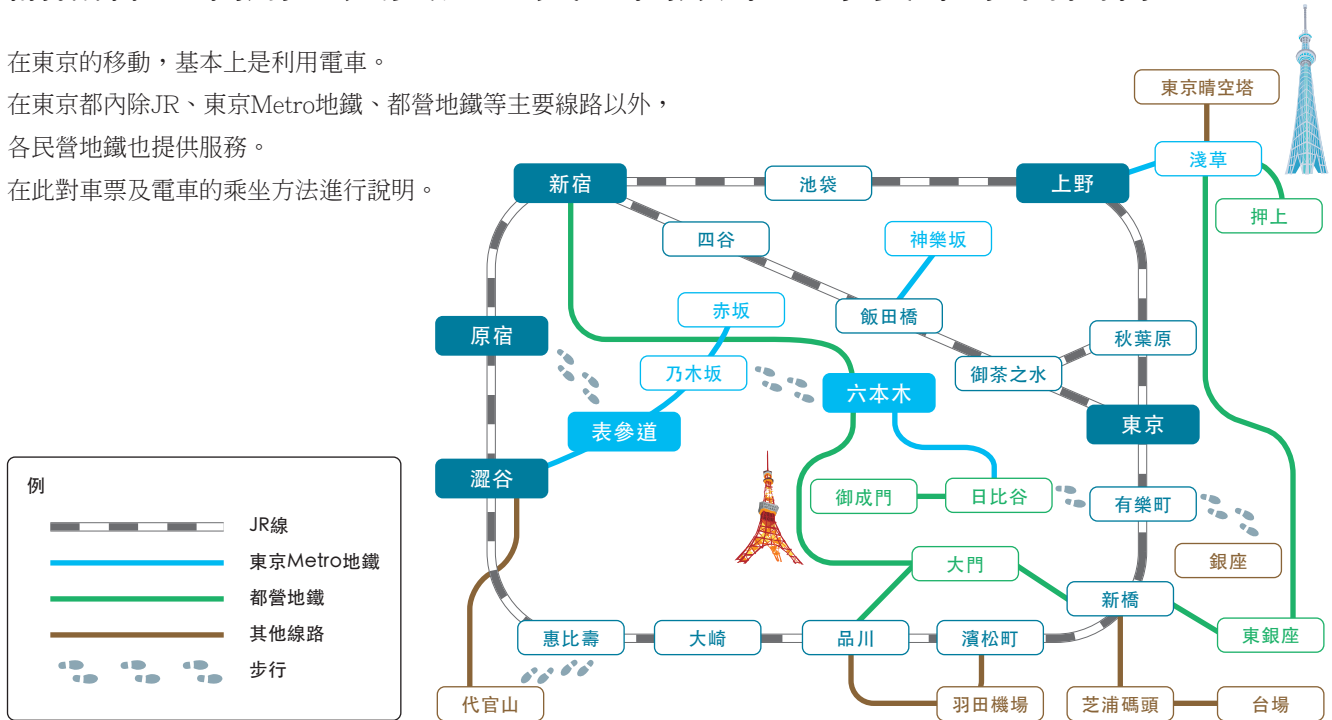 在東京的移動，基本上是利用電車。
在東京都內除JR、東京Metro地鐵、都營地鐵等主要線路以外，
各民營地鐵也提供服務。
在此對車票及電車的乘坐方法進行說明。
東京晴空塔
淺草
新宿
池袋
上野
押上
四谷
神樂坂
赤坂
飯田橋
原宿
秋葉原
乃木坂
御茶之水
六本木
表參道
東京
澀谷
御成門
日比谷
有樂町
銀座
大門
新橋
惠比壽
大崎
品川
濱松町
東銀座
代官山
羽田機場
芝浦碼頭
台場
例
JR線
東京Metro地鐵
都營地鐵
其他線路
步行